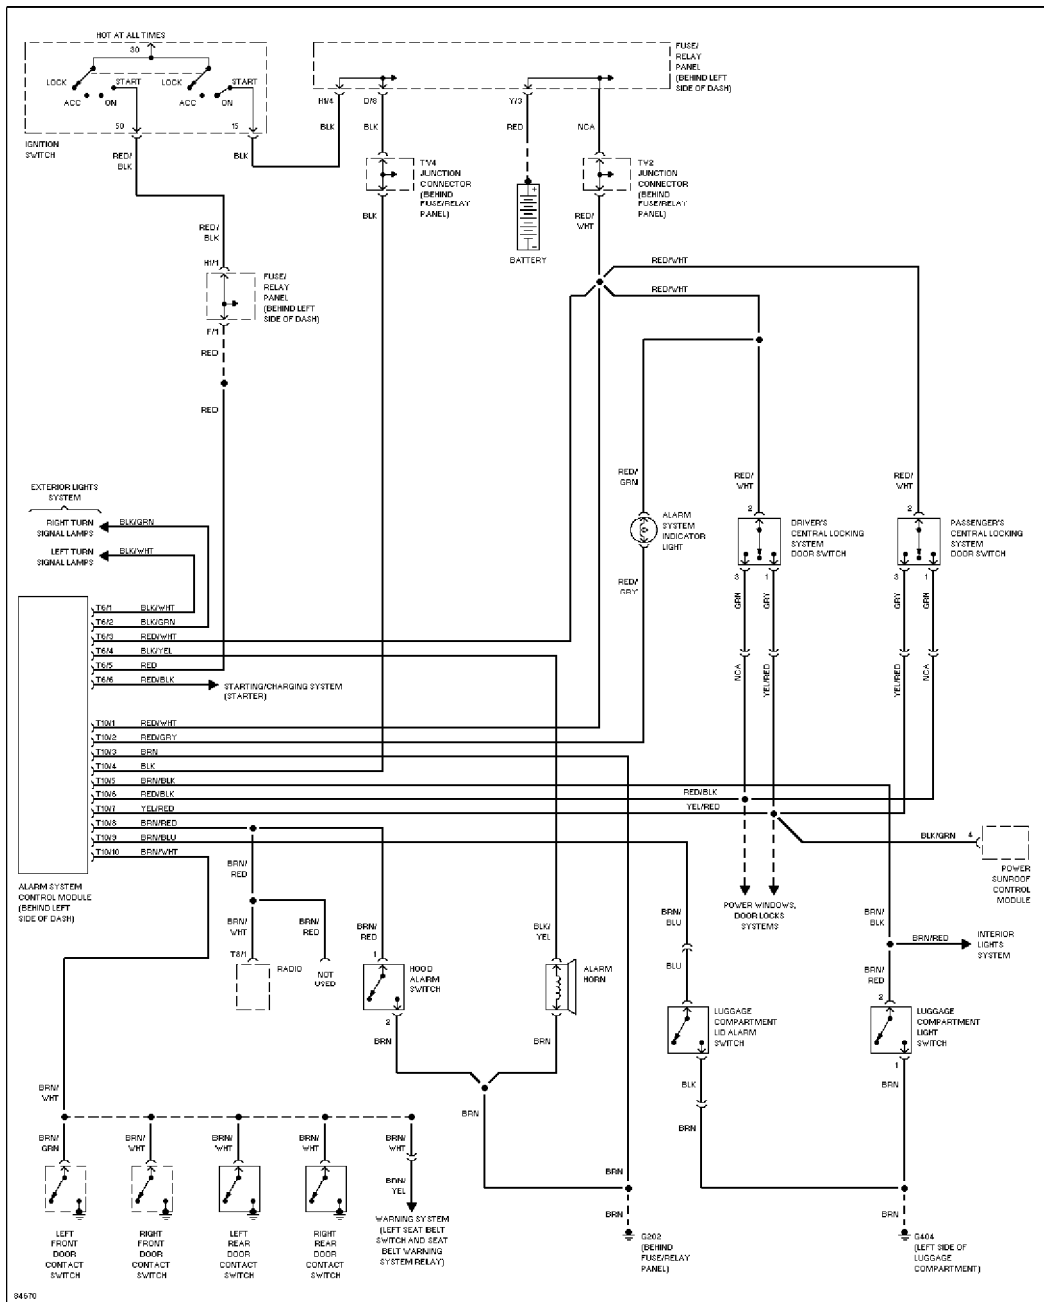 HOT AT ALL TIMES
30
LOCK
START
LOCK
START
ACC
ON
ACC
ON
50
15
IGNITION
SWITCH
RED/
BLK
BLK
FUSE/
RELAY
PANEL
(BEHIND LEFT
SIDE OF DASH)
H1/4
D/8
Y/3
BLK
BLK
RED
NCA
TV4
JUNCTION
CONNECTOR
(BEHIND
FUSE/RELAY
PANEL)
TV2
JUNCTION
CONNECTOR
(BEHIND
FUSE/RELAY
PANEL)
BLK
RED/
WHT
+
-
BATTERY
RED/
BLK
H1/1
FUSE/
RELAY
PANEL
(BEHIND LEFT
SIDE OF DASH)
F/1
RED
RED
RED/WHT
RED/WHT
RED/
GRN
RED/
WHT
RED/
WHT
2
2
ALARM
SYSTEM
INDICATOR
LIGHT
DRIVER'S
CENTRAL LOCKING
SYSTEM
DOOR SWITCH
PASSENGER'S
CENTRAL LOCKING
SYSTEM
DOOR SWITCH
RED/
GRY
3
1
3
1
GRN
GRY
GRY
GRN
NCA
YEL/RED
YEL/RED
NCA
EXTERIOR LIGHTS
SYSTEM
RIGHT TURN
SIGNAL LAMPS
BLK/GRN
LEFT TURN
SIGNAL LAMPS
BLK/WHT
T6/1 BLK/WHT
T6/2 BLK/GRN
T6/3 RED/WHT
T6/4 BLK/YEL
T6/5 RED
T6/6 RED/BLK
STARTING/CHARGING SYSTEM
(STARTER)
T10/1 RED/WHT
T10/2 RED/GRY
T10/3 BRN
T10/4 BLK
T10/5 BRN/BLK
T10/6 RED/BLK
T10/7 YEL/RED
T10/8 BRN/RED
T10/9 BRN/BLU
T10/10 BRN/WHT
RED/BLK
YEL/RED
BLK/GRN
4
POWER
SUNROOF
CONTROL
MODULE
ALARM SYSTEM
CONTROL MODULE
(BEHIND LEFT
SIDE OF DASH)
POWER WINDOWS,
DOOR LOCKS
SYSTEMS
BRN/
RED
BRN/
WHT
BRN/
RED
BRN/
RED
BLK/
YEL
BRN/
BLU
BRN/
BLK
BRN/RED
INTERIOR
LIGHTS
SYSTEM
T8/1
RADIO
NOT
USED
1
HOOD
ALARM
SWITCH
2
ALARM
HORN
BLU
BRN/
RED
2
LUGGAGE
COMPARTMENT
LID ALARM
SWITCH
LUGGAGE
COMPARTMENT
LIGHT
SWITCH
1
BRN
BRN
BLK
BRN
BRN/
WHT
BRN
BRN
BRN/
GRN
BRN/
WHT
BRN/
WHT
BRN/
WHT
BRN/
WHT
BRN/
YEL
BRN
BRN
BRN
LEFT
FRONT
DOOR
CONTACT
SWITCH
RIGHT
FRONT
DOOR
CONTACT
SWITCH
LEFT
REAR
DOOR
CONTACT
SWITCH
RIGHT
REAR
DOOR
CONTACT
SWITCH
WARNING SYSTEM
(LEFT SEAT BELT
SWITCH AND SEAT
BELT WARNING
SYSTEM RELAY)
G202
(BEHIND
FUSE/RELAY
PANEL)
G404
(LEFT SIDE OF
LUGGAGE
COMPARTMENT)
84670